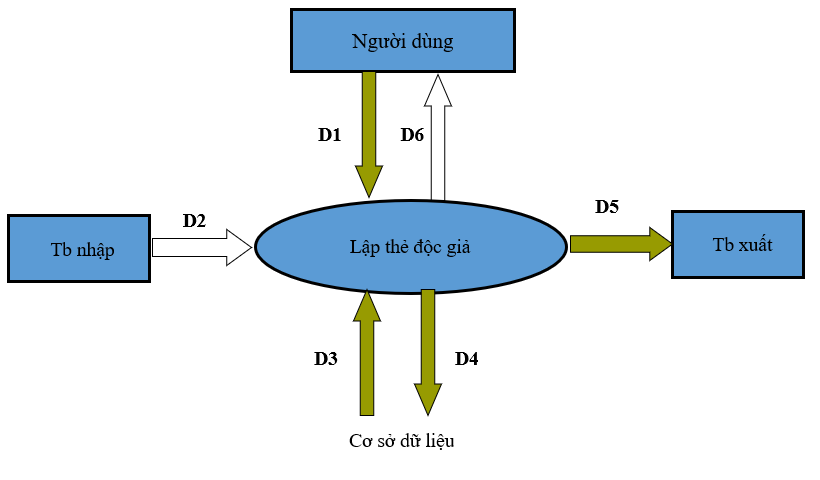 Người dùng
D1
D6
D2
D5
Tb nhập
Lập thẻ độc giả
Tb xuất
D3
D4
Cơ sở dữ liệu